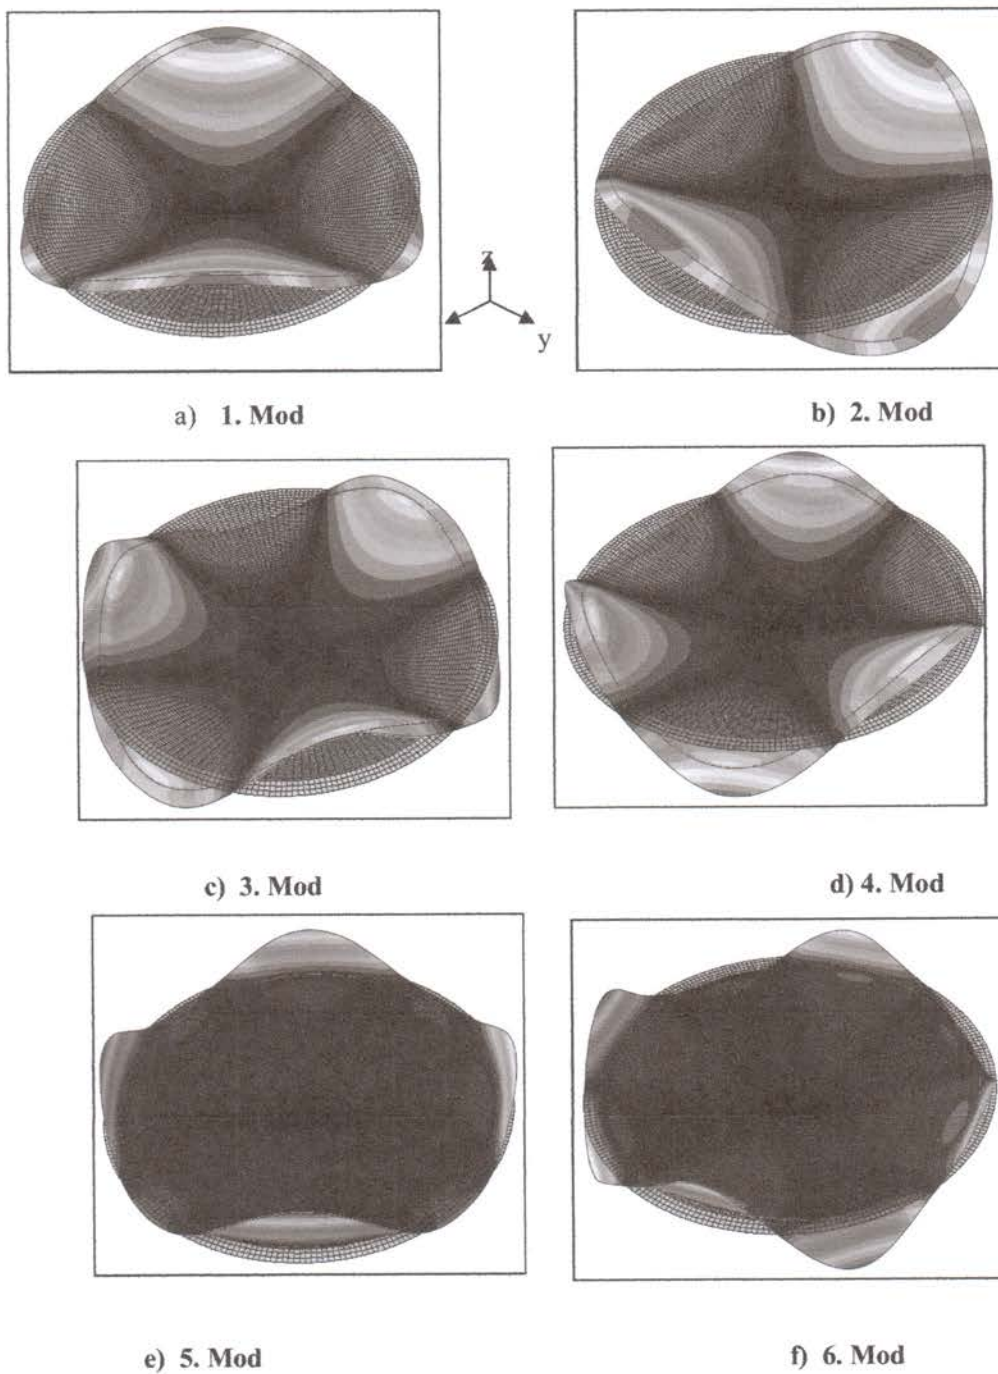 z
y
a) 1. Mod
b) 2. Mod
c) 3. Mod
d) 4. Mod
e) 5. Mod
f) 6. Mod